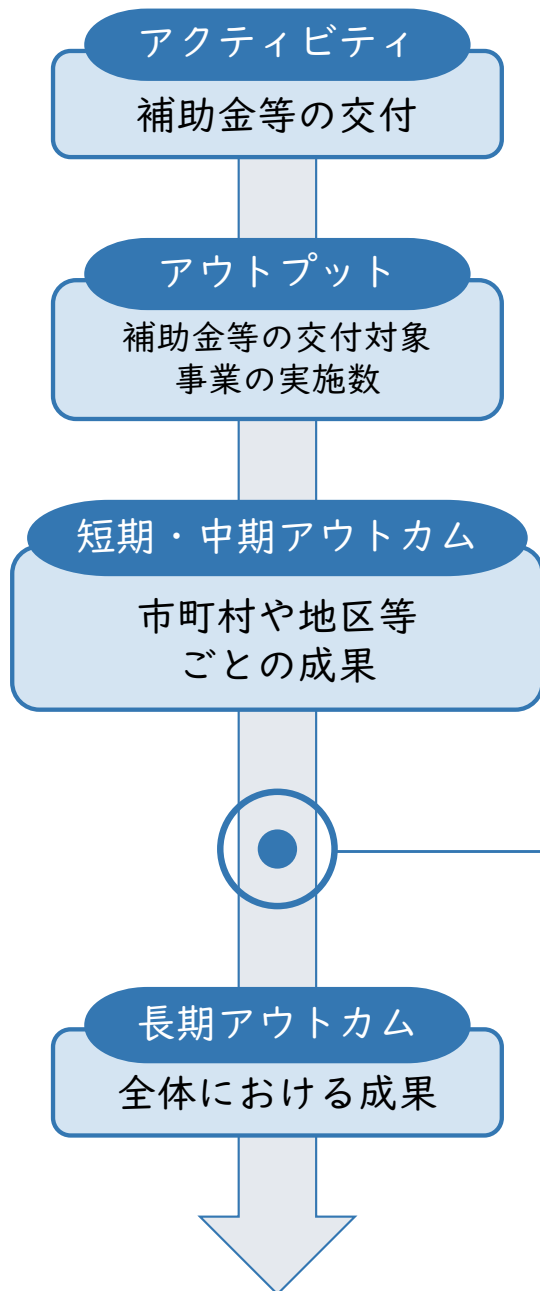 アクティビティ
補助金等の交付
アウトプット
補助金等の交付対象
事業の実施数
短期・中期アウトカム
市町村や地区等
ごとの成果
長期アウトカム
全体における成果